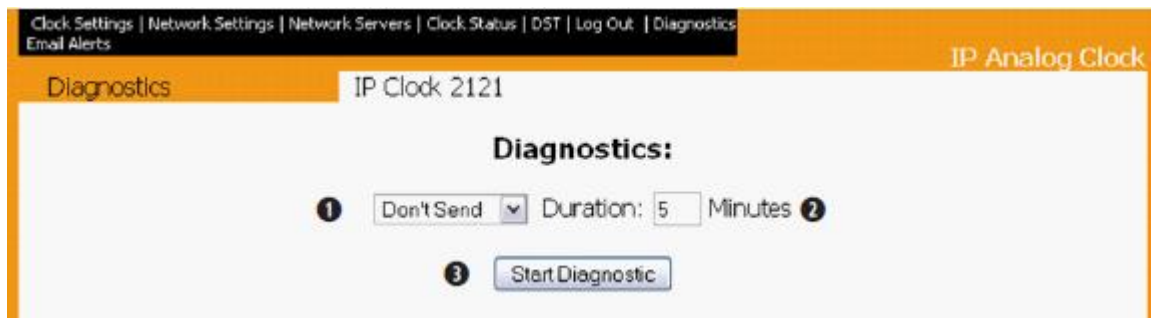 Clock Settings | Network Settings | Network Servers | Clock Status | DST | Log Out | Diagnostics
Email Alerts
IP Analog Clock
Diagnostics
IP Clock 2121
Diagnostics:
❶ Don't Send Duration: 5 Minutes ❷
❸ Start Diagnostic